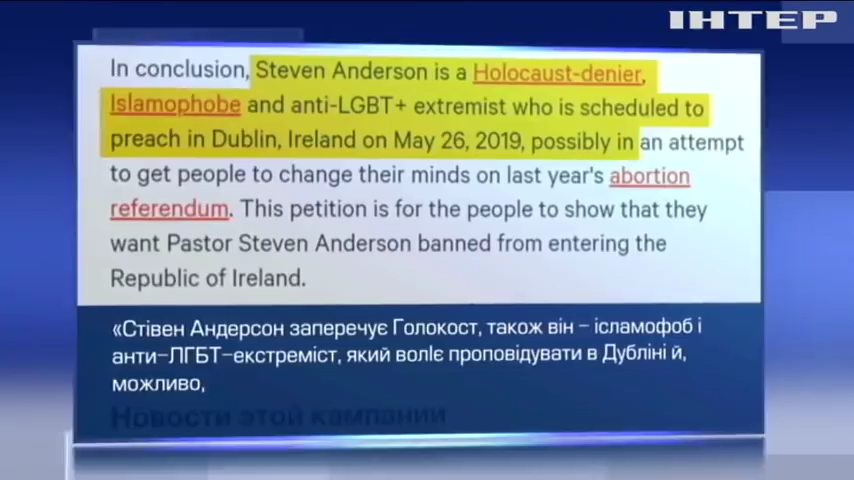 ІНТЕР
In conclusion, Steven Anderson is a Holocaust-denier,
Islamophobe and anti-LGBT+ extremist who is scheduled to
preach in Dublin, Ireland on May 26, 2019, possibly in an attempt
to get people to change their minds on last year's abortion
referendum. This petition is for the people to show that they
want Pastor Steven Anderson banned from entering the
Republic of Ireland.
«Стівен Андерсон заперечує Голокост, також він – ісламофоб і
анти–ЛГБТ–екстреміст, який воліє проповідувати в Дубліні й,
можливо,
Новости этой кампании